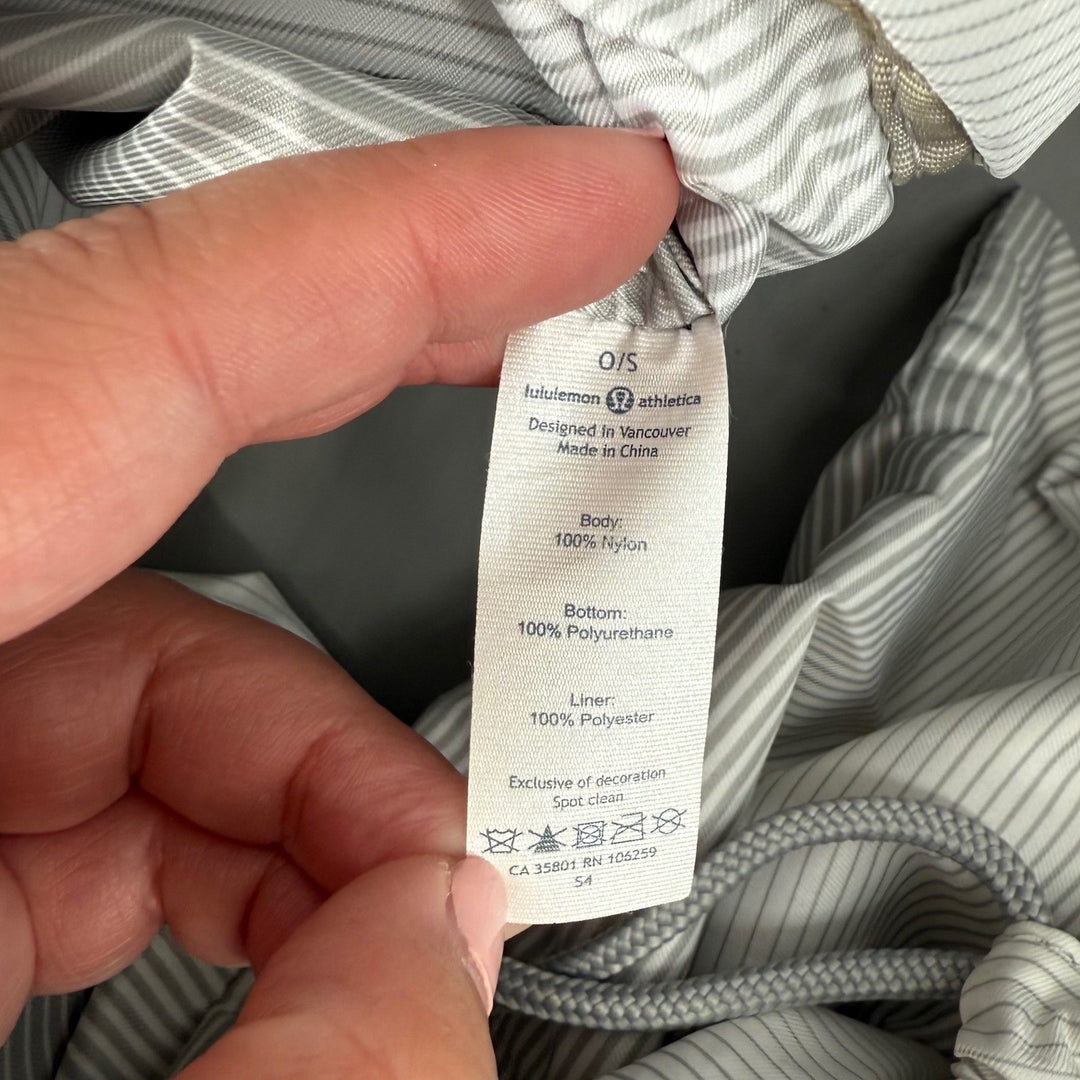 O/S
lululemon athletica
Designed in Vancouver
Made in China
Body:
100% Nylon
Bottom:
100% Polyurethane
Liner:
100% Polyester
Exclusive of decoration
Spot clean
CA 35801 RN 106259
S4